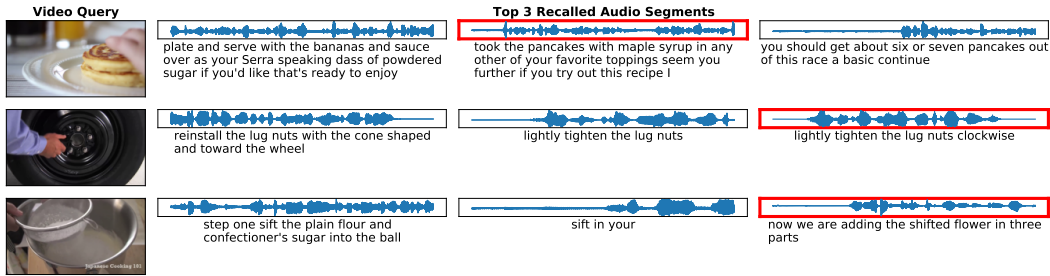 Video Query
Top 3 Recalled Audio Segments
plate and serve with the bananas and sauce
over as your Serra speaking dass of powdered
sugar if you'd like that's ready to enjoy
took the pancakes with maple syrup in any
other of your favorite toppings seem you
further if you try out this recipe I
you should get about six or seven pancakes out
of this race a basic continue
reinstall the lug nuts with the cone shaped
and toward the wheel
lightly tighten the lug nuts
lightly tighten the lug nuts clockwise
step one sift the plain flour and
confectioner's sugar into the ball
sift in your
now we are adding the shifted flower in three
parts
Japanese Cooking 101